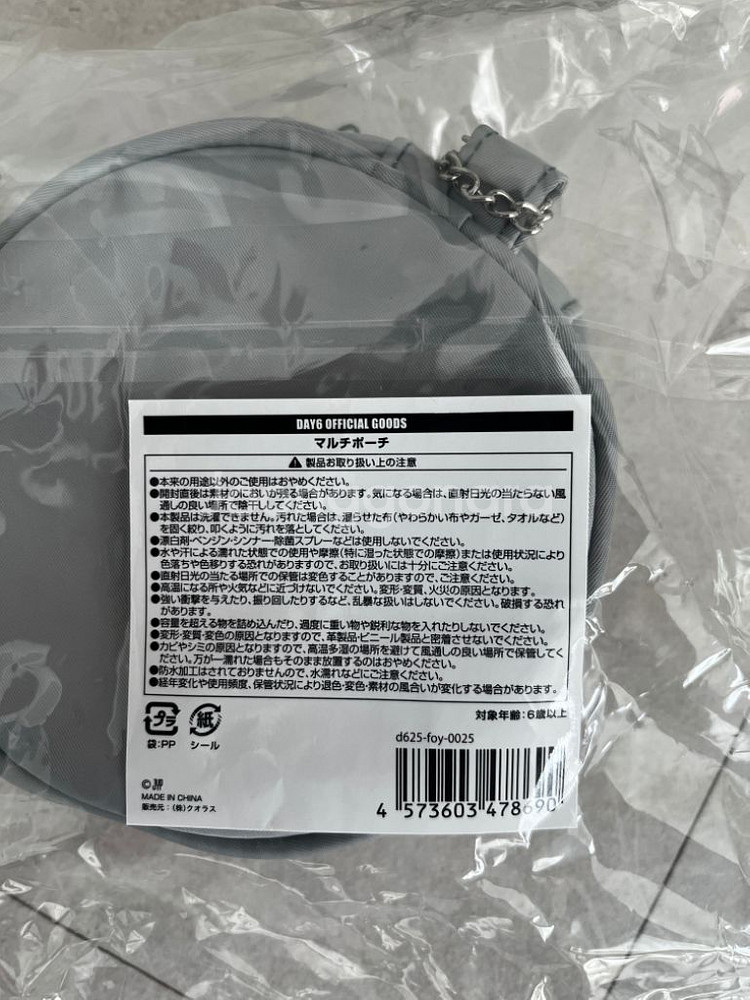 DAY6 OFFICIAL GOODS
マルチポーチ
製品お取り扱い上の注意
●本来の用途以外のご使用はおやめください。
●開封直後は素材のにおいが残る場合があります。気になる場合は、直射日光の当たらない風
通しの良い場所で陰干ししてください。
●本製品は洗濯できません。汚れた場合は、濡らせた布(やわらかい布やガーゼ、タオルなど)
を固く絞り、叩くように汚れを落としてください。
●漂白剤・ベンジン・シンナー・除菌スプレーなどは使用しないでください。
●水や汗による濡れた状態での使用や摩擦(特に湿った状態での摩擦)または使用状況により
色落ちや色移りする恐れがありますので、お取り扱いには十分にご注意ください。
●直射日光の当たる場所での保管は変色することがありますので、ご注意ください。
●高温になる所や火気などに近づけないでください。変形・変質、火災の原因となります。
●強い衝撃を与えたり、振り回したりするなど、乱暴な扱いはしないでください。破損する恐れ
があります。
●容量を超える物を詰め込んだり、過度に重い物や鋭利な物を入れたりしないでください。
●変形・変質・変色の原因となりますので、革製品・ビニール製品と密着させないでください。
●カビやシミの原因となりますので、高温多湿の場所を避けて風通しの良い場所で保管してく
ださい。万が一濡れた場合もそのまま放置するのはおやめください。
●防水加工はされておりませんので、水濡れなどにご注意ください。
●経年変化や使用頻度、保管状況により退色・変色・素材の風合いが変化する場合があります。
対象年齢:6歳以上
プラ
紙
袋:PP
シール
d625-foy-0025
4 573603 478690
©
MADE IN CHINA
販売元:(株)クオラス